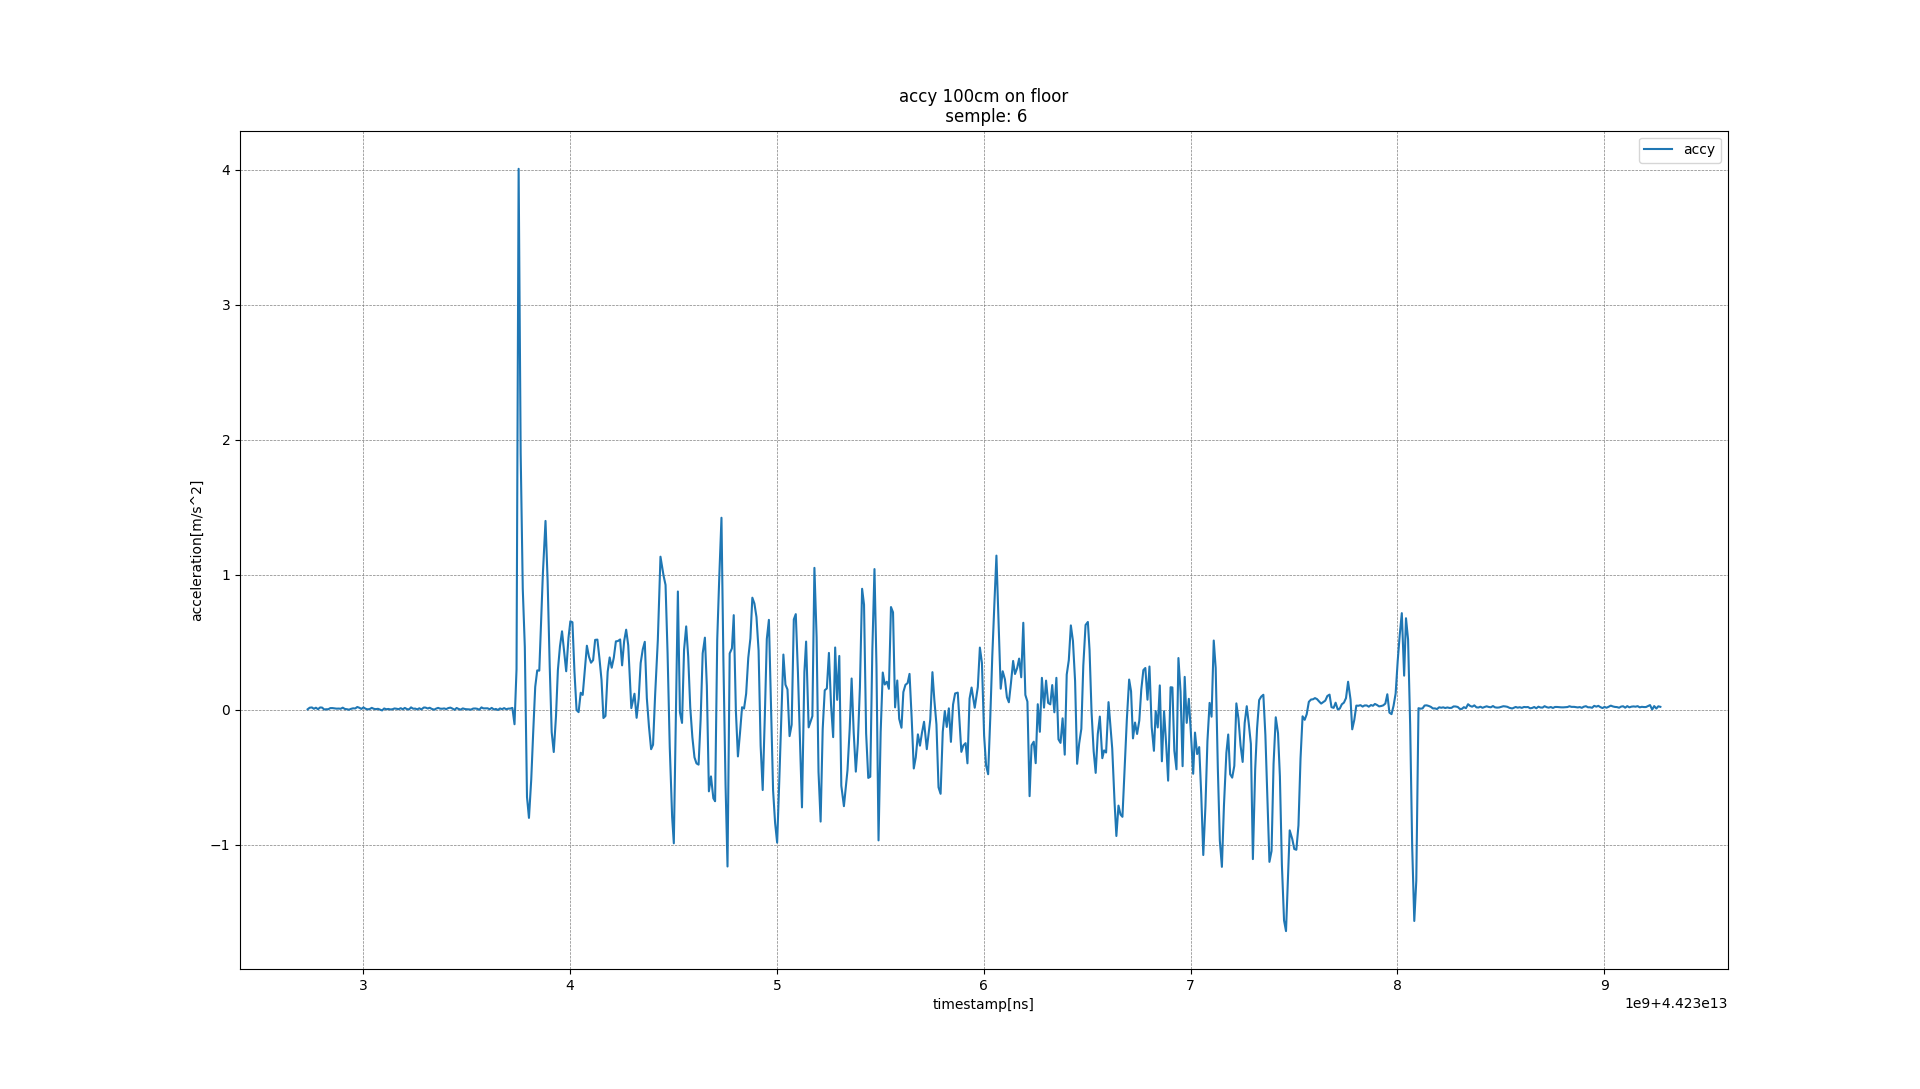 accy 100cm on floor
semple: 6
accy
acceleration[m/s^2]
4
3
2
1
0
−1
3 4 5 6 7 8 9
timestamp[ns]
1e9+4.423e13